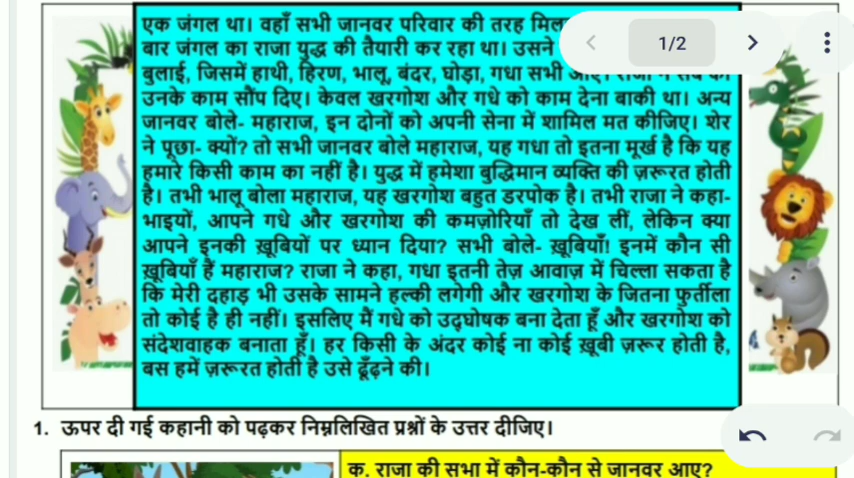 एक जंगल था। वहाँ सभी जानवर परिवार की तरह
बार जंगल का राजा युद्ध की तैयारी कर रहा था। उसने
बुलाई, जिसमें हाथी, हिरण, भालू, बंदर, घोड़ा, गधा सभी
उनके काम सौंप दिए। केवल खरगोश और गधे को काम देना बाकी था। अन्य
जानवर बोले- महाराज, इन दोनों को अपनी सेना में शामिल मत कीजिए। शेर
ने पूछा- क्यों? तो सभी जानवर बोले महाराज, यह गधा तो इतना मूर्ख है कि यह
हमारे किसी काम का नहीं है। युद्ध में हमेशा बुद्धिमान व्यक्ति की ज़रूरत होती
है। तभी भालू बोला महाराज, यह खरगोश बहुत डरपोक है। तभी राजा ने कहा-
भाइयों, आपने गधे और खरगोश की कमज़ोरियाँ तो देख लीं, लेकिन क्या
आपने इनकी ख़ूबियों पर ध्यान दिया? सभी बोले- ख़ूबियाँ! इनमें कौन सी
ख़ूबियाँ हैं महाराज? राजा ने कहा, गधा इतनी तेज़ आवाज़ में चिल्ला सकता है
कि मेरी दहाड़ भी उसके सामने हल्की लगेगी और खरगोश के जितना फुर्तीला
तो कोई है ही नहीं। इसलिए मैं गधे को उद्घोषक बना देता हूँ और खरगोश को
संदेशवाहक बनाता हूँ। हर किसी के अंदर कोई ना कोई ख़ूबी ज़रूर होती है,
बस हमें ज़रूरत होती है उसे ढूँढ़ने की।
1/2
1. ऊपर दी गई कहानी को पढ़कर निम्नलिखित प्रश्नों के उत्तर दीजिए।
क. राजा की सभा में कौन-कौन से जानवर आए?